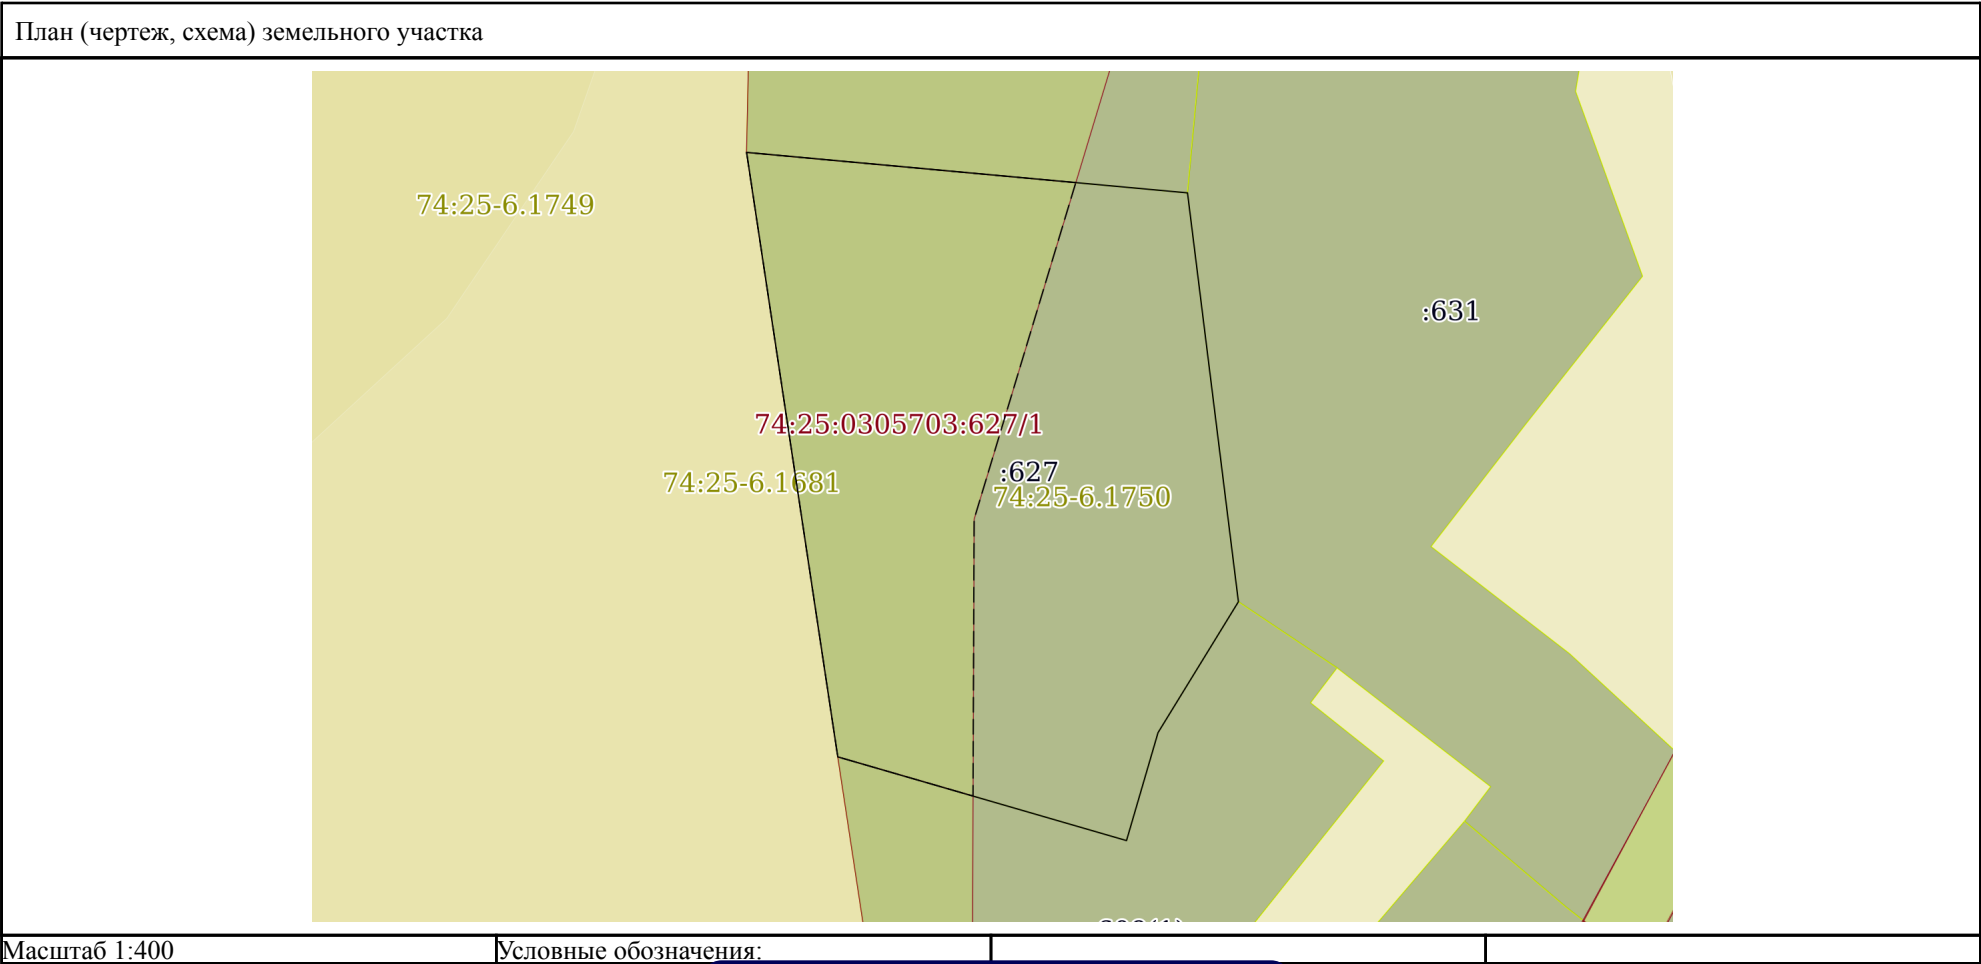 План (чертеж, схема) земельного участка
74:25-6.1749
:631
74:25:0305703:627/1
:627
74:25-6.1681
74:25-6.1750
Масштаб 1:400
Условные обозначения: